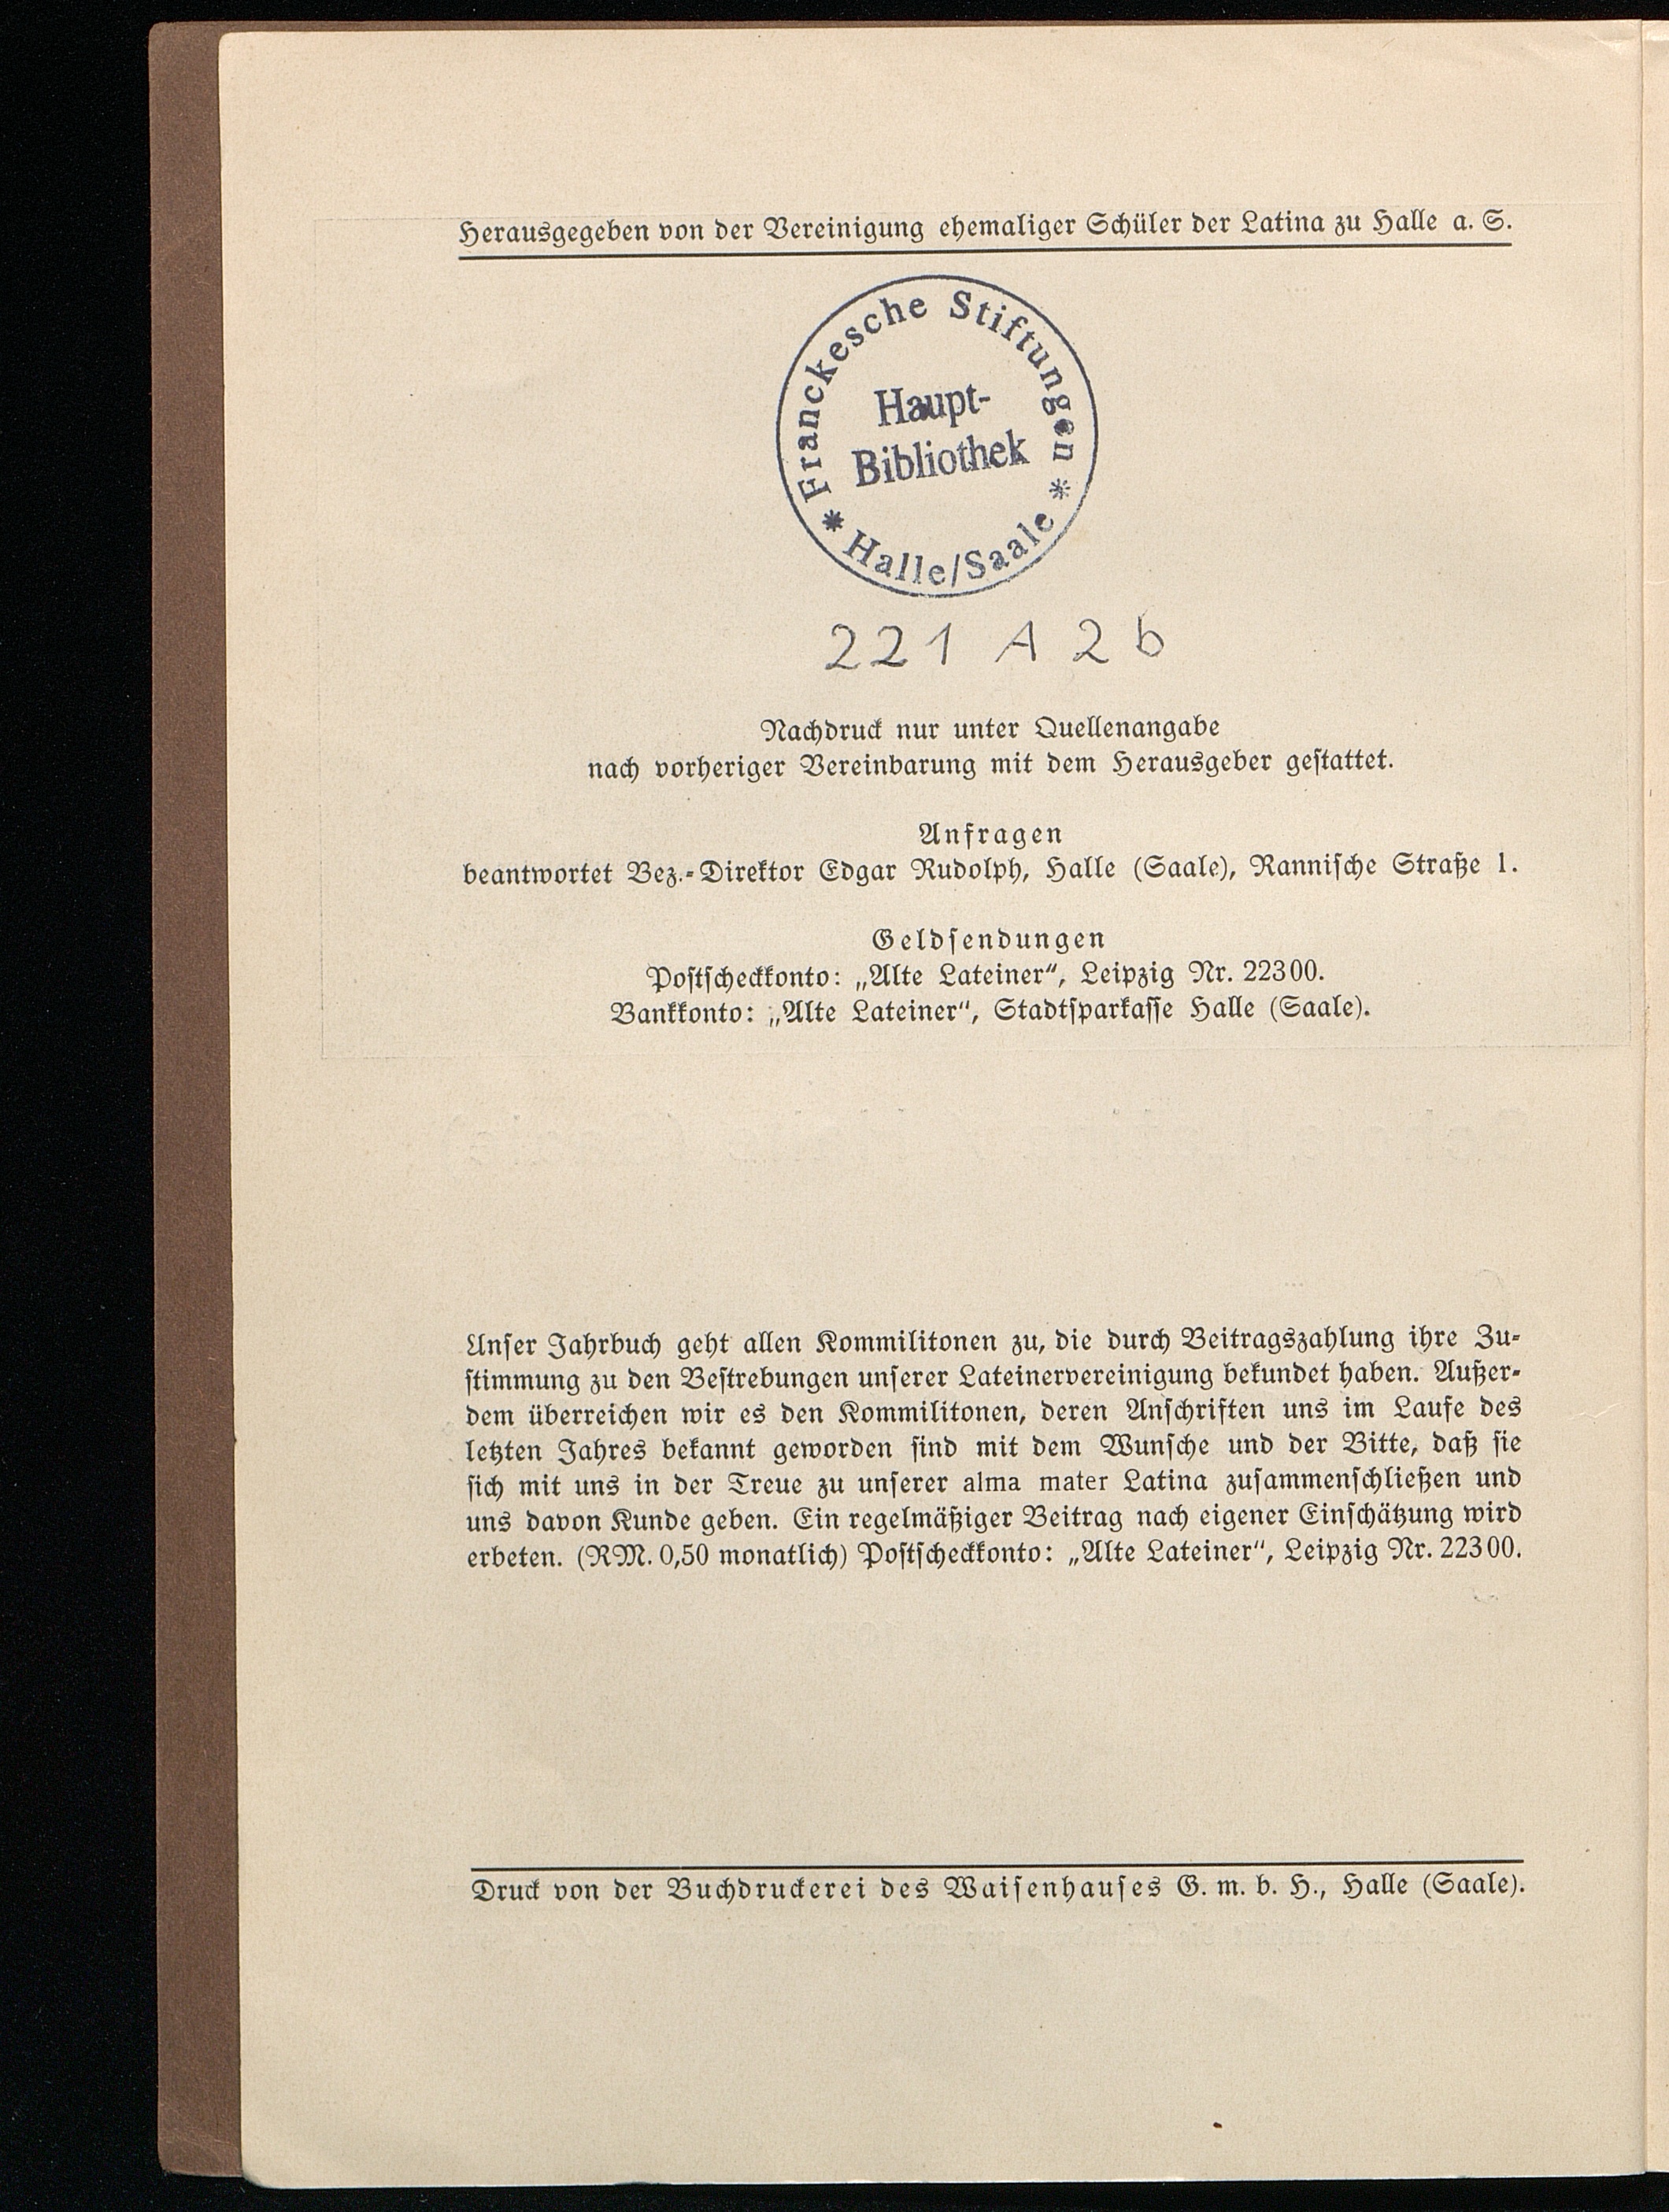 Herausgegeben von der Vereinigung ehemaliger Schüler der Latina zu Halle a. S.
* Franckesche Stiftungen *
Haupt-
Bibliothek
Halle/Saale
221 A 2 b
Nachdruck nur unter Quellenangabe
nach vorheriger Vereinbarung mit dem Herausgeber gestattet.
Anfragen
beantwortet Bez.-Direktor Edgar Rudolph, Halle (Saale), Rannische Straße 1.
Geldsendungen
Postscheckkonto: „Alte Lateiner“, Leipzig Nr. 22300.
Bankkonto: „Alte Lateiner“, Stadtsparkasse Halle (Saale).
Unser Jahrbuch geht allen Kommilitonen zu, die durch Beitragszahlung ihre Zu-
stimmung zu den Bestrebungen unserer Lateinervereinigung bekundet haben. Außer-
dem überreichen wir es den Kommilitonen, deren Anschriften uns im Laufe des
letzten Jahres bekannt geworden sind mit dem Wunsche und der Bitte, daß sie
sich mit uns in der Treue zu unserer alma mater Latina zusammenschließen und
uns davon Kunde geben. Ein regelmäßiger Beitrag nach eigener Einschätzung wird
erbeten. (RM. 0,50 monatlich) Postscheckkonto: „Alte Lateiner“, Leipzig Nr. 22300.
Druck von der Buchdruckerei des Waisenhauses G. m. b. H., Halle (Saale).